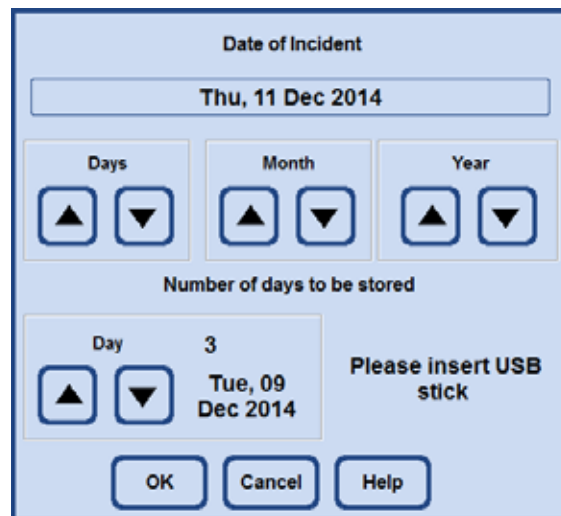 Date of Incident
Thu, 11 Dec 2014
Days Month Year
Number of days to be stored
Day 3
Tue, 09
Dec 2014
Please insert USB
stick
OK Cancel Help